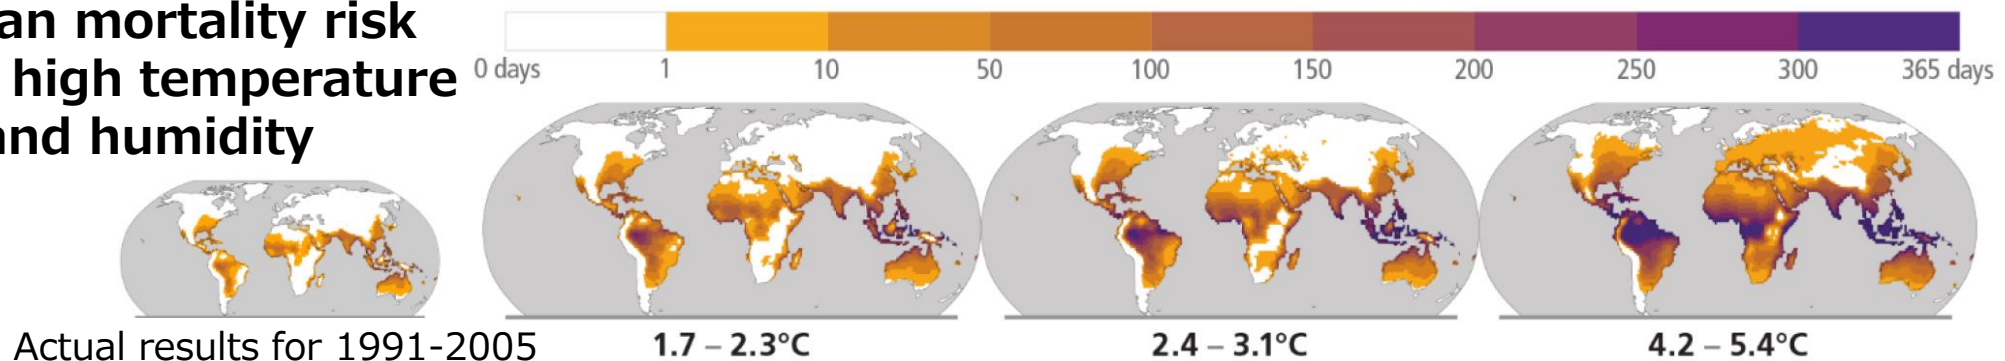 an mortality risk
high temperature
and humidity
0 days 1 10 50 100 150 200 250 300 365 days
Actual results for 1991-2005
1.7 – 2.3°C
2.4 – 3.1°C
4.2 – 5.4°C